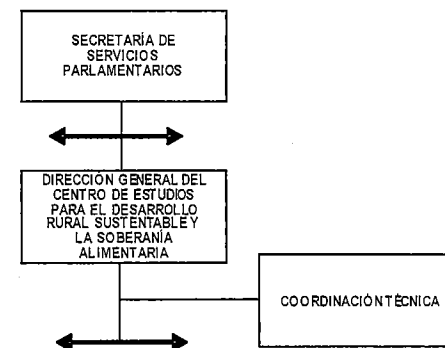 SECRETARÍA DE
SERVICIOS
PARLAMENTARIOS
DIRECCIÓN GENERAL DEL
CENTRO DE ESTUDIOS
PARA EL DESARROLLO
RURAL SUSTENTABLE Y
LA SOBERANÍA
ALIMENTARIA
COORDINACIÓN TÉCNICA